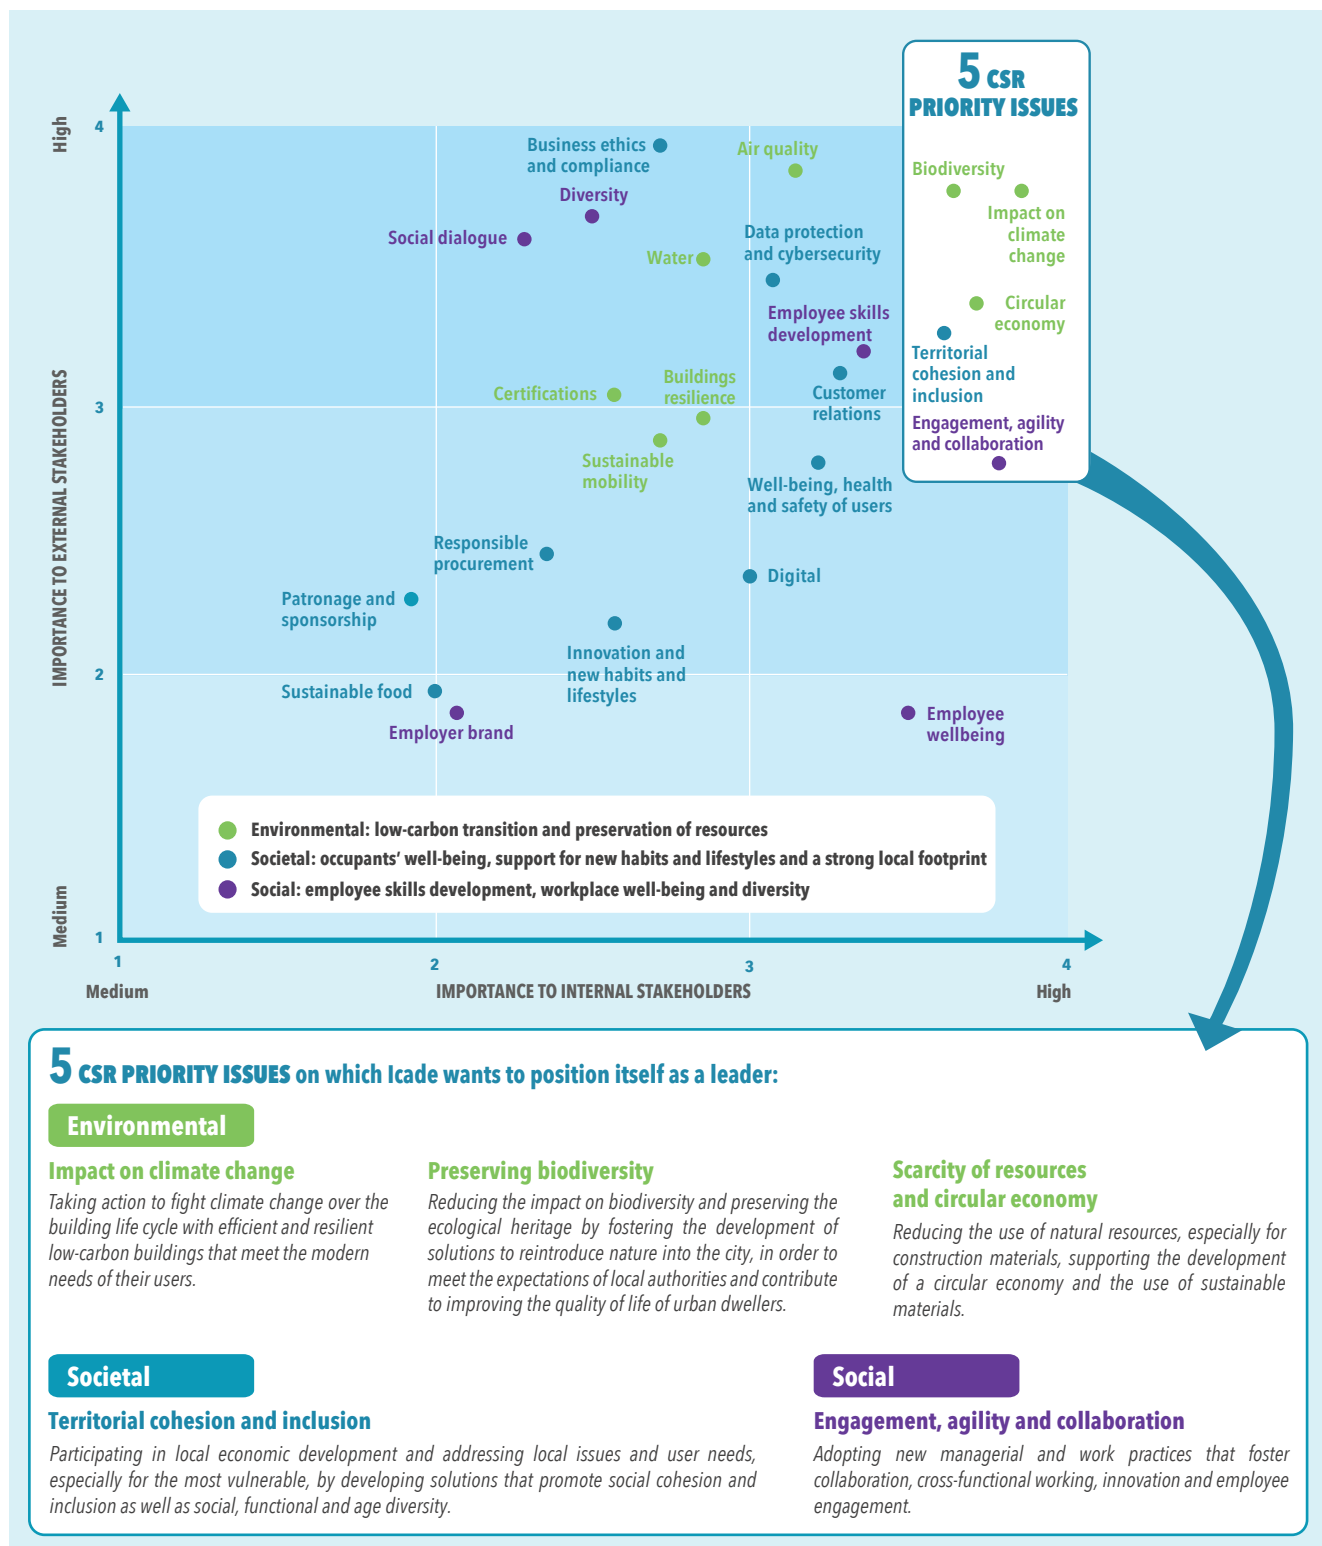 5 CSR
PRIORITY ISSUES
High
4
Business ethics
and compliance
Air quality
Biodiversity
Diversity
Impact on
climate
change
Social dialogue
Data protection
and cybersecurity
Water
Employee skills
development
Circular
economy
Territorial
cohesion and
inclusion
Buildings
resilience
Certifications
Customer
relations
3
Engagement, agility
and collaboration
Sustainable
mobility
Well-being, health
and safety of users
IMPORTANCE TO EXTERNAL STAKEHOLDERS
Responsible
procurement
Digital
Patronage and
sponsorship
Innovation and
new habits and
lifestyles
2
Sustainable food
Employer brand
Employee
wellbeing
Environmental: low-carbon transition and preservation of resources
Societal: occupants’ well-being, support for new habits and lifestyles and a strong local footprint
Social: employee skills development, workplace well-being and diversity
Medium
1
1
2
3
4
Medium
IMPORTANCE TO INTERNAL STAKEHOLDERS
High
5 CSR PRIORITY ISSUES on which Icade wants to position itself as a leader:
Environmental
Impact on climate change
Taking action to fight climate change over the
building life cycle with efficient and resilient
low-carbon buildings that meet the modern
needs of their users.
Preserving biodiversity
Reducing the impact on biodiversity and preserving the
ecological heritage by fostering the development of
solutions to reintroduce nature into the city, in order to
meet the expectations of local authorities and contribute
to improving the quality of life of urban dwellers.
Scarcity of resources
and circular economy
Reducing the use of natural resources, especially for
construction materials, supporting the development
of a circular economy and the use of sustainable
materials.
Societal
Territorial cohesion and inclusion
Participating in local economic development and addressing local issues and user needs,
especially for the most vulnerable, by developing solutions that promote social cohesion and
inclusion as well as social, functional and age diversity.
Social
Engagement, agility and collaboration
Adopting new managerial and work practices that foster
collaboration, cross-functional working, innovation and employee
engagement.